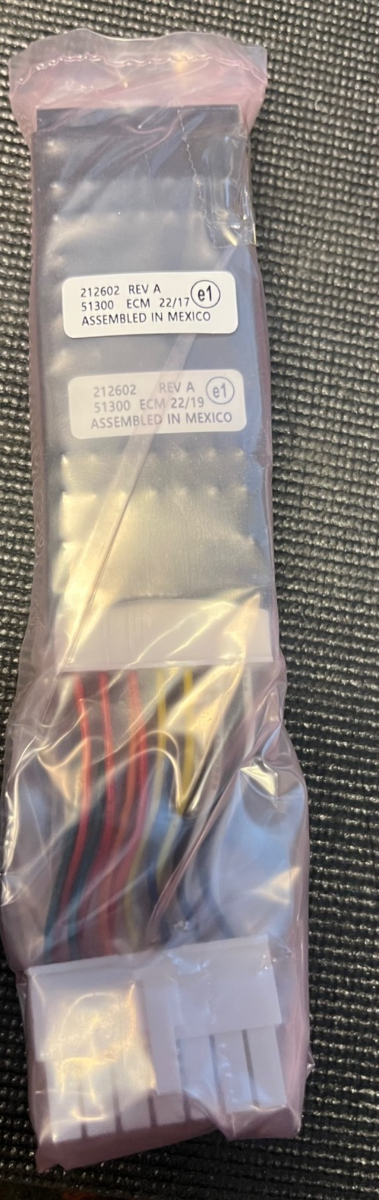 212602 REV A
51300 ECM 22/17 e1
ASSEMBLED IN MEXICO
212602 REV A
51300 ECM 22/19 e1
ASSEMBLED IN MEXICO